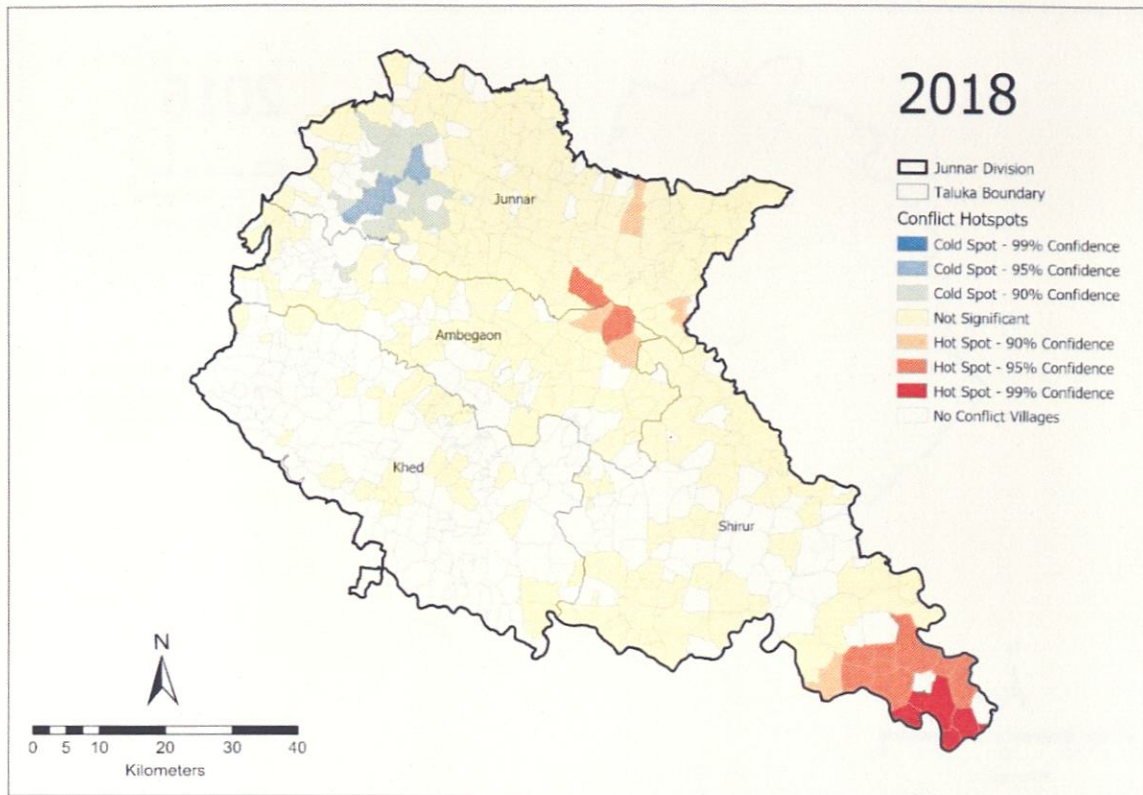 2018
Junnar Division
Taluka Boundary
Conflict Hotspots
Cold Spot - 99% Confidence
Cold Spot - 95% Confidence
Cold Spot - 90% Confidence
Not Significant
Hot Spot - 90% Confidence
Hot Spot - 95% Confidence
Hot Spot - 99% Confidence
No Conflict Villages
Junnar
Ambegaon
Khed
Shirur
N
0 5 10 20 30 40
Kilometers